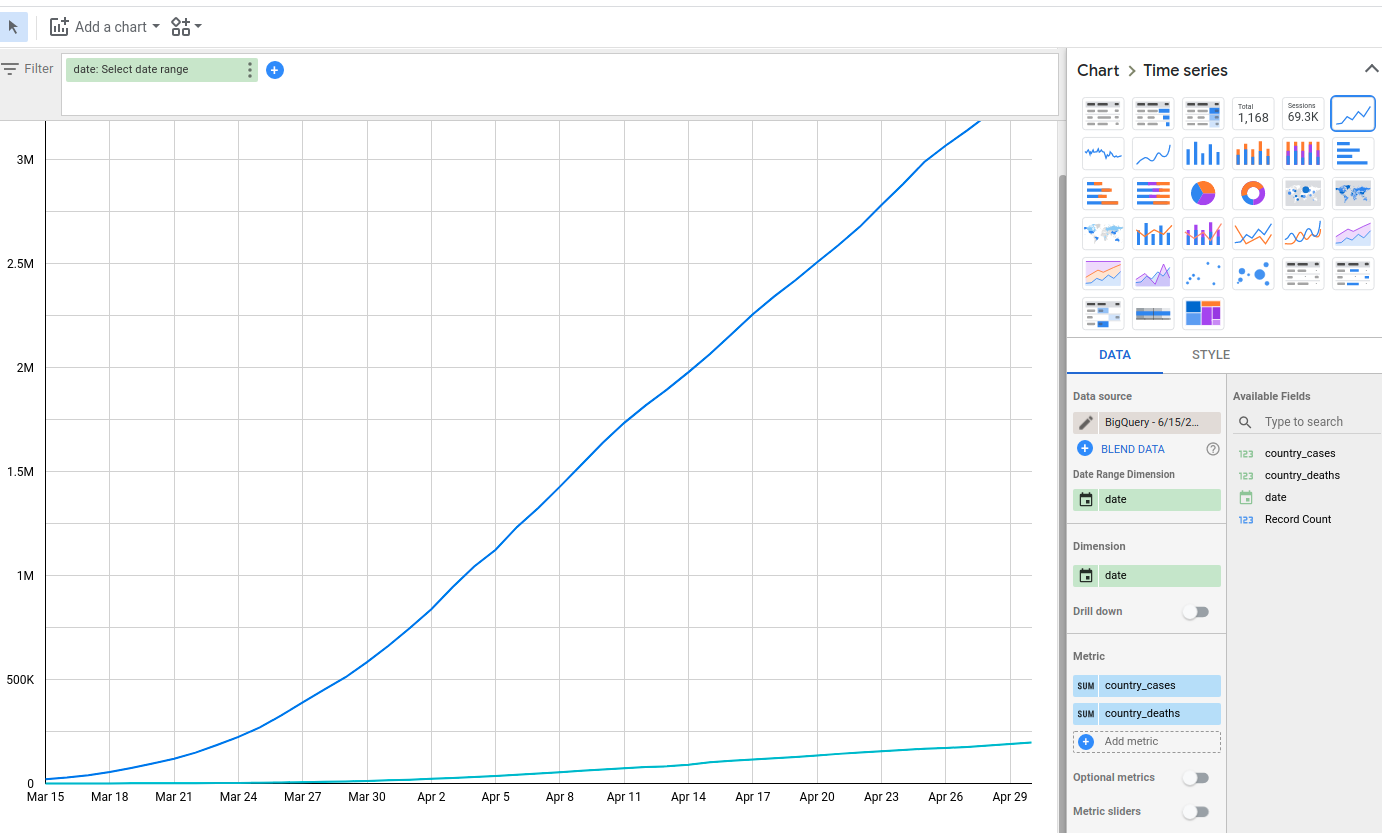 Add a chart
Filter
date: Select date range
Chart > Time series
Total
1,168
Sessions
69.3K
3M
2.5M
2M
1.5M
1M
500K
0
Mar 15 Mar 18 Mar 21 Mar 24 Mar 27 Mar 30 Apr 2 Apr 5 Apr 8 Apr 11 Apr 14 Apr 17 Apr 20 Apr 23 Apr 26 Apr 29
DATA STYLE
Data source
BigQuery - 6/15/2...
BLEND DATA
Date Range Dimension
date
Dimension
date
Drill down
Metric
SUM country_cases
SUM country_deaths
Add metric
Optional metrics
Metric sliders
Available Fields
Type to search
123 country_cases
123 country_deaths
date
123 Record Count